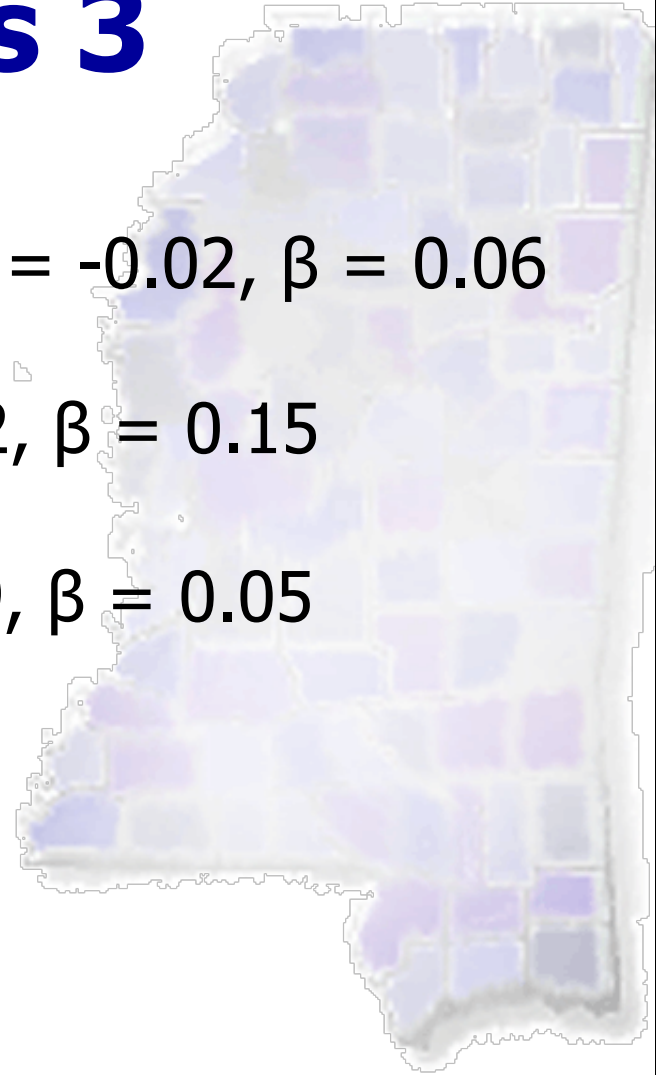 s 3
= -0.02, β = 0.06
2, β = 0.15
, β = 0.05